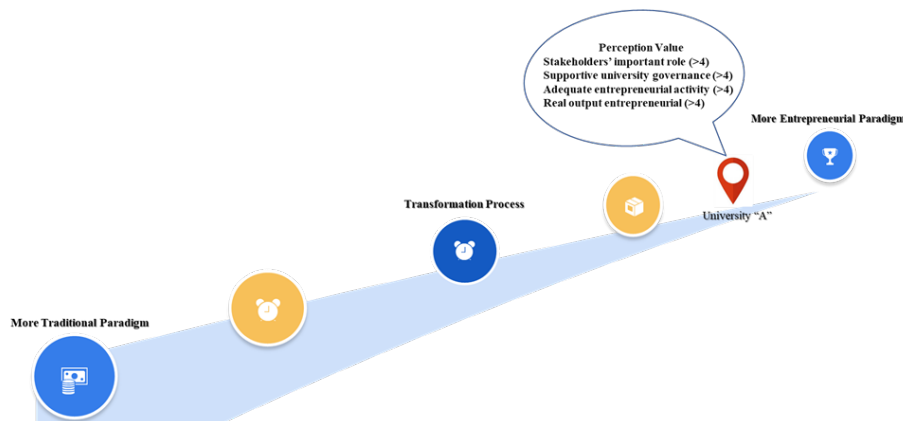 Perception Value
Stakeholders' important role (>4)
Supportive university governance (>4)
Adequate entrepreneurial activity (>4)
Real output entrepreneurial (>4)
More Entrepreneurial Paradigm
Transformation Process
University "A"
More Traditional Paradigm